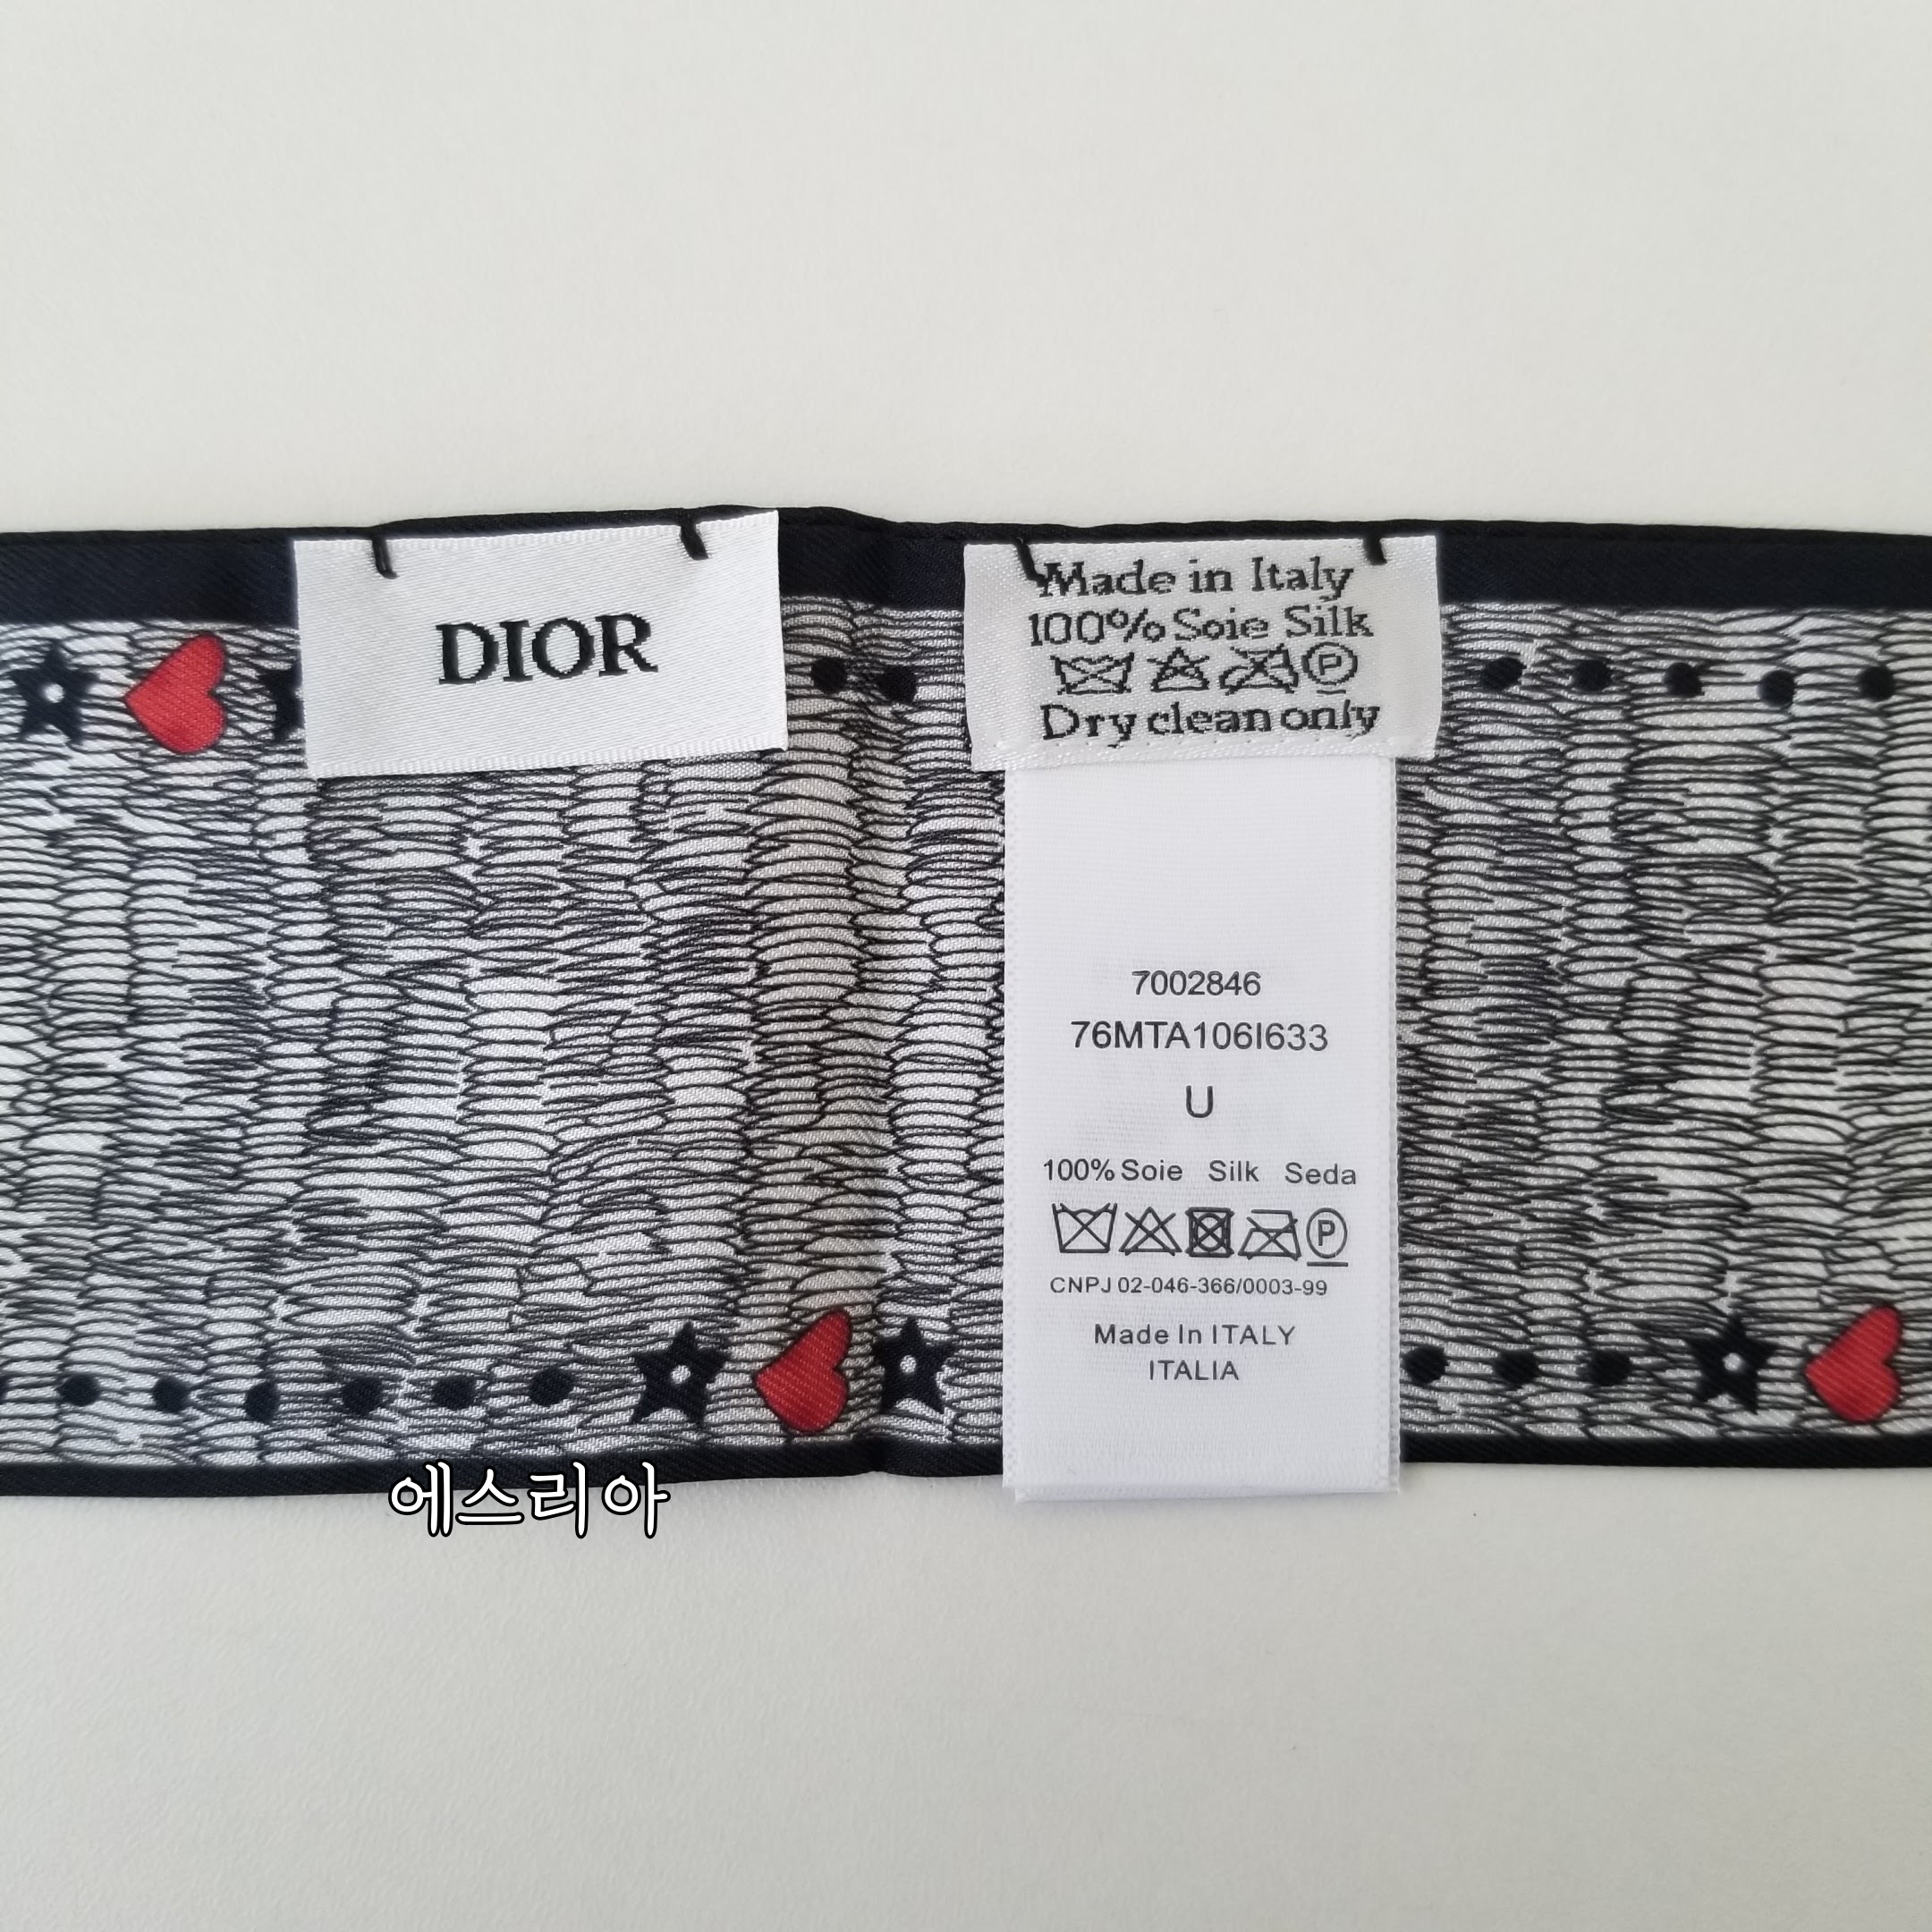 DIOR
Made in Italy
100% Soie Silk
P
Dry clean only
7002846
76MTA106I633
U
100% Soie Silk Seda
P
CNPJ 02-046-366/0003-99
Made In ITALY
ITALIA
에스리아